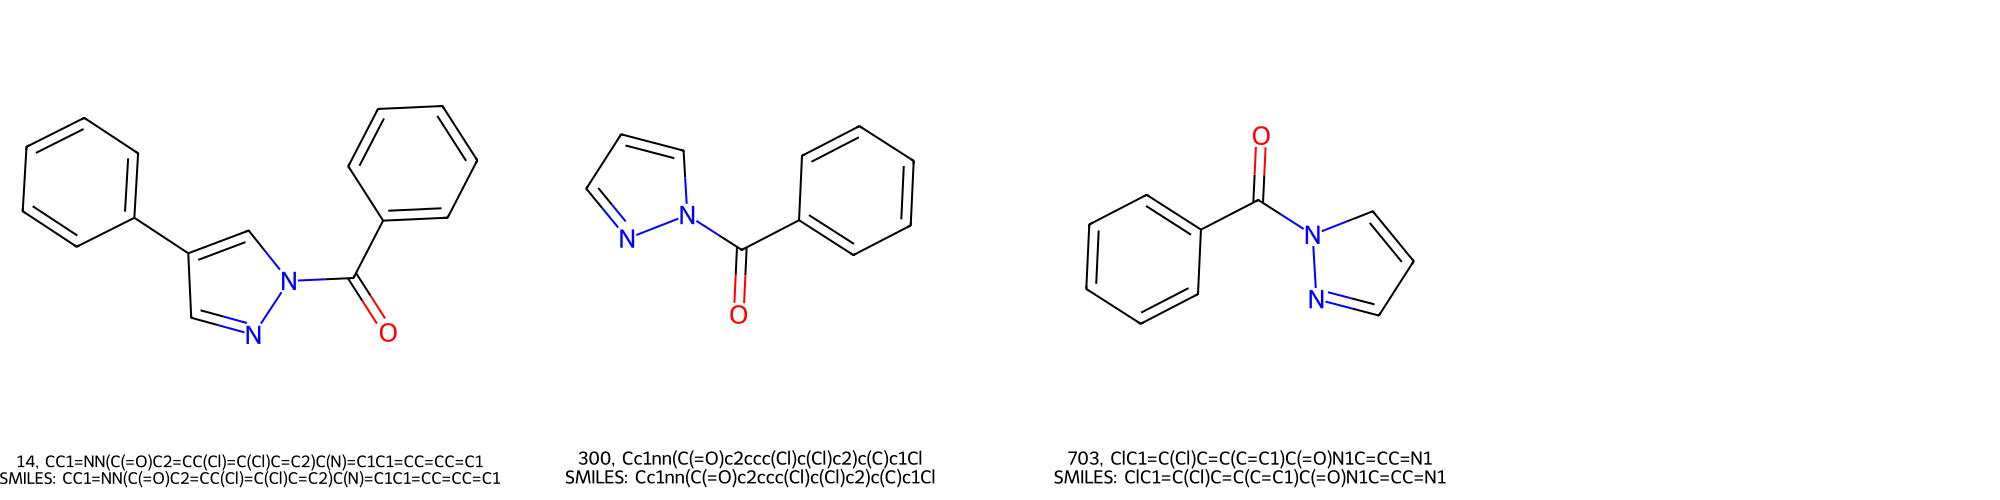 O
N
N
O
N
N
O
O
N
N
14, CC1=NN(C(=O)C2=CC(Cl)=C(Cl)C=C2)C(N)=C1C1=CC=CC=C1
SMILES: CC1=NN(C(=O)C2=CC(Cl)=C(Cl)C=C2)C(N)=C1C1=CC=CC=C1
300, Cc1nn(C(=O)c2ccc(Cl)c(Cl)c2)c(C)c1Cl
SMILES: Cc1nn(C(=O)c2ccc(Cl)c(Cl)c2)c(C)c1Cl
703, ClC1=C(Cl)C=C(C=C1)C(=O)N1C=CC=N1
SMILES: ClC1=C(Cl)C=C(C=C1)C(=O)N1C=CC=N1